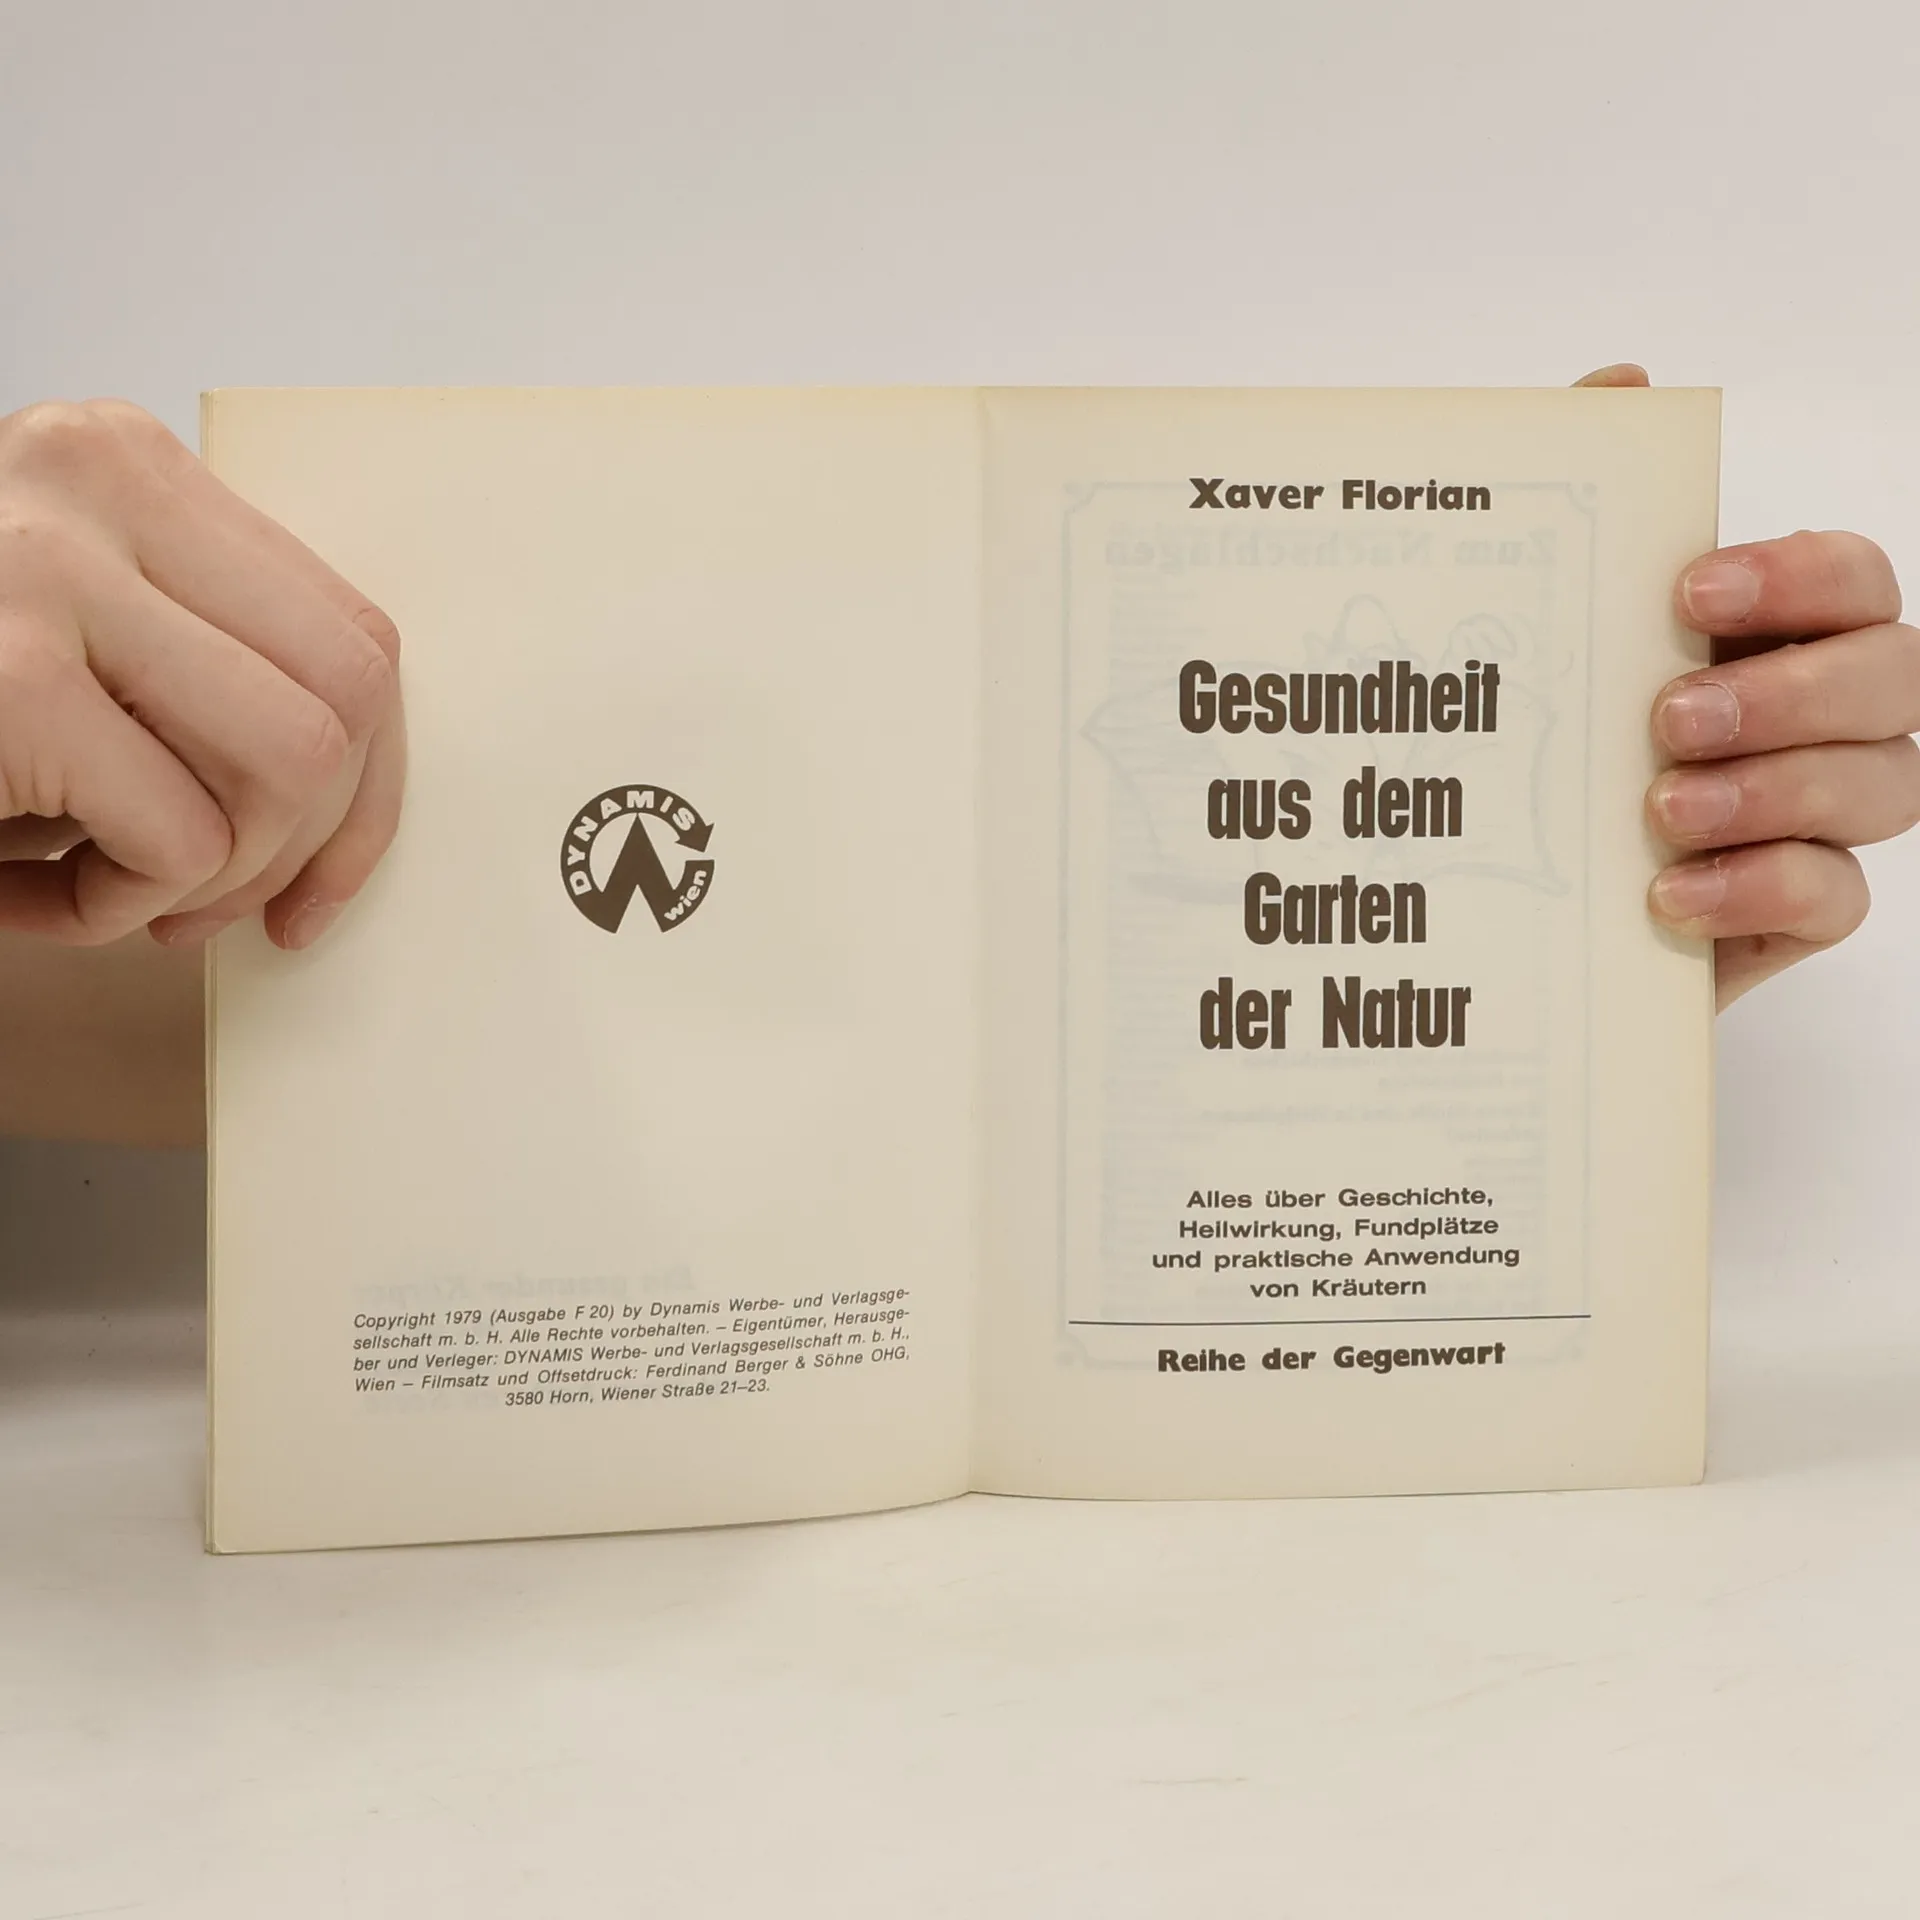 DYNAMIS
wien
Copyright 1979 (Ausgabe F 20) by Dynamis Werbe- und Verlagsge-
sellschaft m. b. H. Alle Rechte vorbehalten. – Eigentümer, Herausge-
ber und Verleger: DYNAMIS Werbe- und Verlagsgesellschaft m. b. H.,
Wien – Filmsatz und Offsetdruck: Ferdinand Berger & Söhne OHG,
3580 Horn, Wiener Straße 21–23.
Xaver Florian
Zum Nachschlagen
Gesundheit
aus dem
Garten
der Natur
Alles über Geschichte,
Heilwirkung, Fundplätze
und praktische Anwendung
von Kräutern
Reihe der Gegenwart